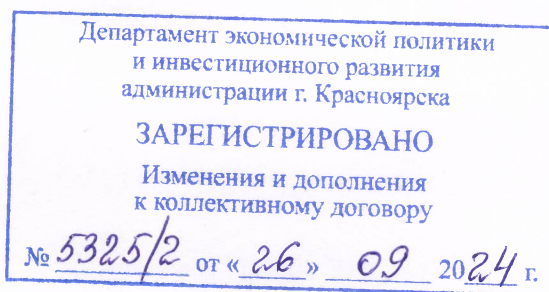 Департамент экономической политики
и инвестиционного развития
администрации г. Красноярска
ЗАРЕГИСТРИРОВАНО
Изменения и дополнения
к коллективному договору
№ 5325/2 от «26» 09 2024 г.